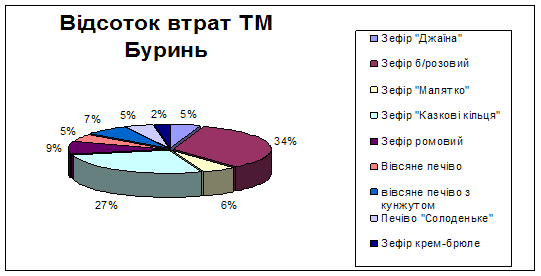 Відсоток втрат ТМ
Буринь
5%
34%
6%
27%
9%
5%
7%
5%
2%
Зефір "Джаїна"
Зефір б/розовий
Зефір "Малятко"
Зефір "Казкові кільця"
Зефір ромовий
Вівсяне печіво
вівсяне печіво з
кунжутом
Печіво "Солоденьке"
Зефір крем-брюле